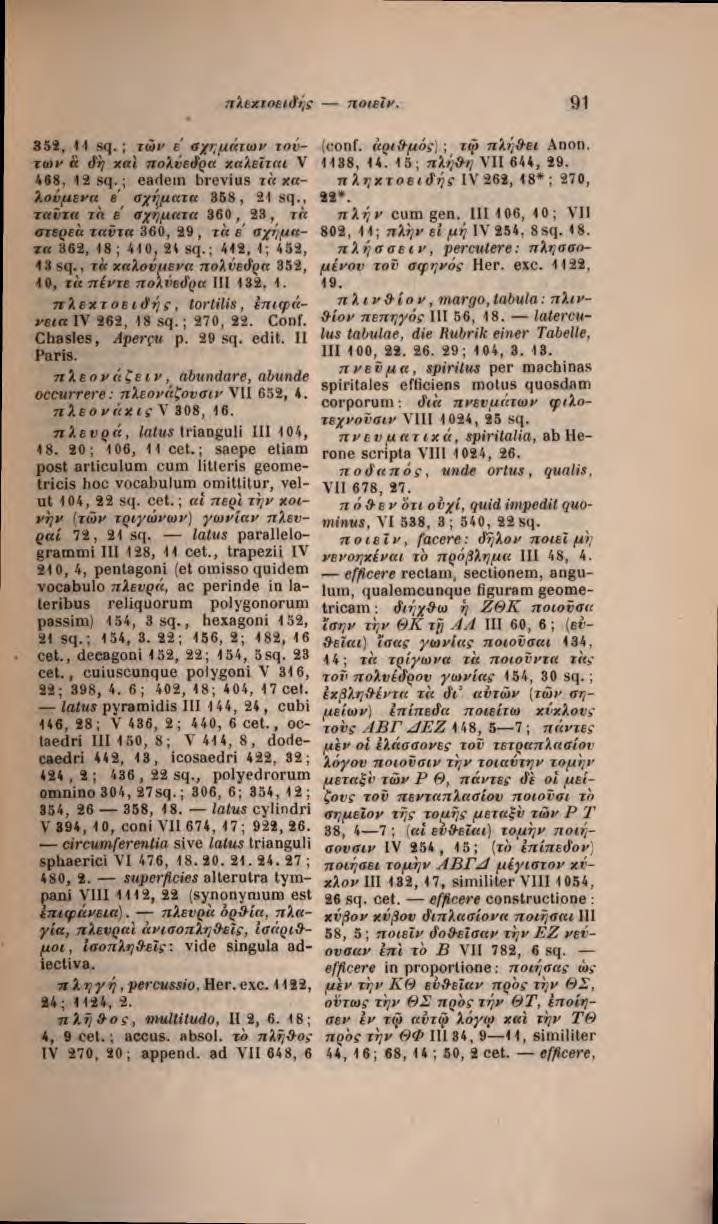 πλεκτοειδής — ποιεῖν. 91
352, 11 sq.; τῶν ε´ σχημάτων τού-
των ἃ δὴ καὶ πολύεδρα καλεῖται V
468, 12 sq.; eadem brevius τὰ κα-
λούμενα ε´ σχήματα 358, 21 sq.,
ταῦτα τὰ ε´ σχήματα 360, 23, τὰ
στερεὰ ταῦτα 360, 29, τὰ ε´ σχήμα-
τα 362, 18; 410, 24 sq.; 412, 1; 452,
13 sq., τὰ καλούμενα πολύεδρα 352,
10, τὰ πέντε πολύεδρα III 132, 1.
πλεκτοειδής, tortilis, ἐπιφά-
νεια IV 262, 18 sq.; 270, 22. Conf.
Chasles, Aperçu p. 29 sq. edit. II
Paris.
πλεονάζειν, abundare, abunde
occurrere: πλεονάζουσιν VII 652, 4.
πλεονάκις V 308, 16.
πλευρά, latus trianguli III 104,
18. 20; 106, 11 cet.; saepe etiam
post articulum cum litteris geome-
tricis hoc vocabulum omittitur, vel-
ut 104, 22 sq. cet.; αἱ περὶ τὴν κοι-
νὴν (τῶν τριγώνων) γωνίαν πλευ-
ραί 72, 21 sq. — latus parallelo-
grammi III 128, 11 cet., trapezii IV
210, 4, pentagoni (et omisso quidem
vocabulo πλευρά, ac perinde in la-
teribus reliquorum polygonorum
passim) 154, 3 sq., hexagoni 152,
21 sq.; 154, 3. 22; 156, 2; 182, 16
cet., decagoni 152, 22; 154, 5 sq. 23
cet., cuiuscunque polygoni V 316,
22; 398, 4. 6; 402, 18; 404, 17 cet.
— latus pyramidis III 144, 24, cubi
146, 28; V 436, 2; 440, 6 cet., oc-
taedri III 150, 8; V 414, 8, dode-
caedri 442, 13, icosaedri 422, 32;
424, 2; 436, 22 sq., polyedrorum
omnino 304, 27 sq.; 306, 6; 354, 12;
354, 26 — 358, 18. — latus cylindri
V 394, 10, coni VII 674, 17; 922, 26.
— circumferentia sive latus trianguli
sphaerici VI 476, 18. 20. 21. 24. 27;
480, 2. — superficies alterutra tym-
pani VIII 1112, 22 (synonymum est
ἐπιφάνεια). — πλευρὰ ὀρθία, πλα-
γία, πλευραὶ ἀνισοπληθεῖς, ἰσάριθ-
μοι, ἰσοπληθεῖς: vide singula ad-
iectiva.
πληγή, percussio, Her. exc. 1122,
24; 1124, 2.
πλῆθος, multitudo, II 2, 6. 18;
4, 9 cet.; accus. absol. τὸ πλῆθος
IV 270, 20; append. ad VII 648, 6
(conf. ἀριθμός); τῷ πλήθει Anon.
1138, 14. 15; πλήθη VII 644, 29.
πληκτοειδής IV 262, 18*; 270,
22*.
πλήν cum gen. III 106, 10; VII
802, 11; πλὴν εἰ μή IV 254, 8 sq. 18.
πλήσσειν, percutere: πλησσο-
μένου τοῦ σφηνός Her. exc. 1122,
19.
πλινθίον, margo, tabula: πλιν-
θίον πεπηγός III 56, 18. — latercu-
lus tabulae, die Rubrik einer Tabelle,
III 100, 22. 26. 29; 104, 3. 13.
πνεῦμα, spiritus per machinas
spiritales efficiens motus quosdam
corporum: διὰ πνευμάτων φιλο-
τεχνοῦσιν VIII 1024, 25 sq.
πνευματικά, spiritalia, ab He-
rone scripta VIII 1024, 26.
ποδαπός, unde ortus, qualis,
VII 678, 27.
πόθεν ὅτι οὐχί, quid impedit quo-
minus, VI 538, 3; 540, 22 sq.
ποιεῖν, facere: δῆλον ποιεῖ μὴ
νενοηκέναι τὸ πρόβλημα III 48, 4.
— efficere rectam, sectionem, angu-
lum, qualemcunque figuram geome-
tricam: διήχθω ἡ ΖΘΚ ποιοῦσα
ἴσην τὴν ΘΚ τῇ ΑΔ III 60, 6; (εὐ-
θεῖαι) ἴσας γωνίας ποιοῦσαι 134,
14; τὰ τρίγωνα τὰ ποιοῦντα τὰς
τοῦ πολυέδρου γωνίας 154, 30 sq.;
ἐκβληθέντα τὰ δι᾽ αὐτῶν (τῶν ση-
μείων) ἐπίπεδα ποιείτω κύκλους
τοὺς ΑΒΓ ΔΕΖ 148, 5—7; πάντες
μὲν οἱ ἐλάσσονες τοῦ τετραπλασίου
λόγου ποιοῦσιν τὴν τοιαύτην τομὴν
μεταξὺ τῶν Ρ Θ, πάντες δὲ οἱ μεί-
ζους τοῦ πενταπλασίου ποιοῦσι τὸ
σημεῖον τῆς τομῆς μεταξὺ τῶν Ρ Τ
38, 4—7; (αἱ εὐθεῖαι) τομὴν ποιή-
σουσιν IV 254, 15; (τὸ ἐπίπεδον)
ποιήσει τομὴν ΑΒΓΔ μέγιστον κύ-
κλον III 132, 17, similiter VIII 1054,
26 sq. cet. — efficere constructione:
κύβον κύβου διπλασίονα ποιῆσαι III
58, 5; ποιεῖν δοθεῖσαν τὴν ΕΖ νεύ-
ουσαν ἐπὶ τὸ Β VII 782, 6 sq. —
efficere in proportione: ποιήσας ὡς
μὲν τὴν ΚΘ εὐθεῖαν πρὸς τὴν ΘΣ,
οὕτως τὴν ΘΣ πρὸς τὴν ΘΤ, ἐποίη-
σεν ἐν τῷ αὐτῷ λόγῳ καὶ τὴν ΤΘ
πρὸς τὴν ΘΦ III 34, 9—11, similiter
44, 16; 68, 14; 50, 2 cet. — efficere,